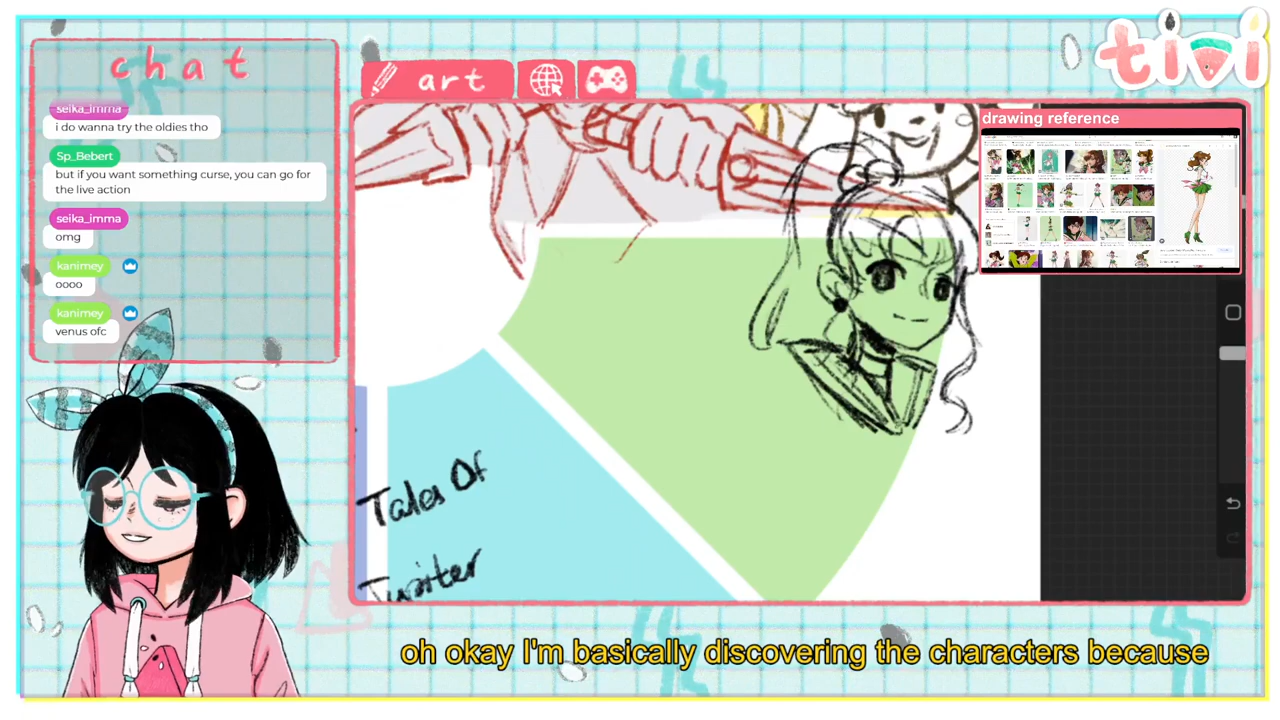 chat
art
tivi
drawing reference
seika_imma
i do wanna try the oldies tho
Sp_Bebert
but if you want something curse, you can go for
the live action
seika_imma
omg
kanimey
oooo
kanimey
venus ofc
Tales Of
oh okay I'm basically discovering the characters because